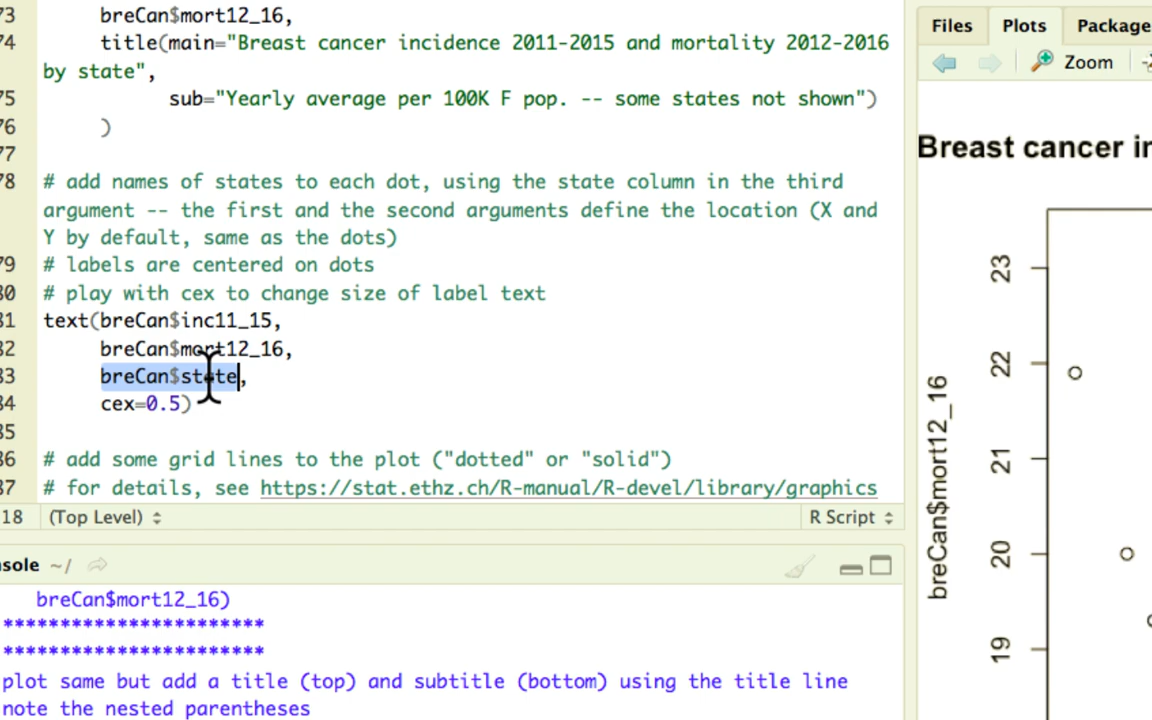 73 breCan$mort12_16,
74 title(main="Breast cancer incidence 2011-2015 and mortality 2012-2016
by state",
75 sub="Yearly average per 100K F pop. -- some states not shown")
76 )
77
78 # add names of states to each dot, using the state column in the third
argument -- the first and the second arguments define the location (X and
Y by default, same as the dots)
79 # labels are centered on dots
80 # play with cex to change size of label text
81 text(breCan$inc11_15,
82 breCan$mort12_16,
83 breCan$state,
84 cex=0.5)
85
86 # add some grid lines to the plot ("dotted" or "solid")
87 # for details, see https://stat.ethz.ch/R-manual/R-devel/library/graphics
18 (Top Level) R Script
nsole ~/
breCan$mort12_16)
***********************
***********************
plot same but add a title (top) and subtitle (bottom) using the title line
note the nested parentheses
Files Plots Package
Zoom
Breast cancer in
23
22
21
20
19
breCan$mort12_16